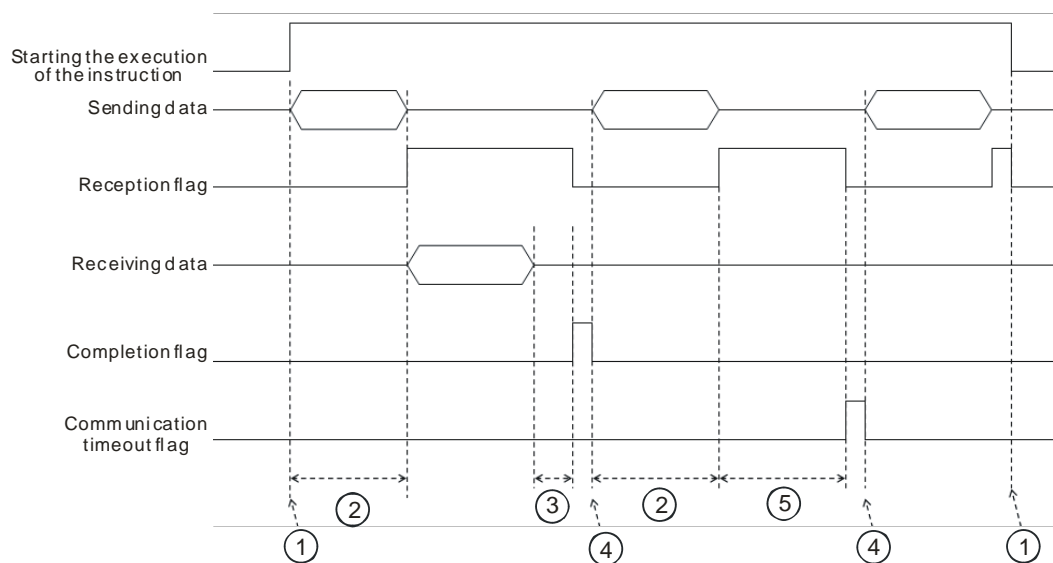 Starting the execution
of the instruction
Sending data
Reception flag
Receiving data
Completion flag
Communication
timeout flag
2 3 2 5
1 4 4 1